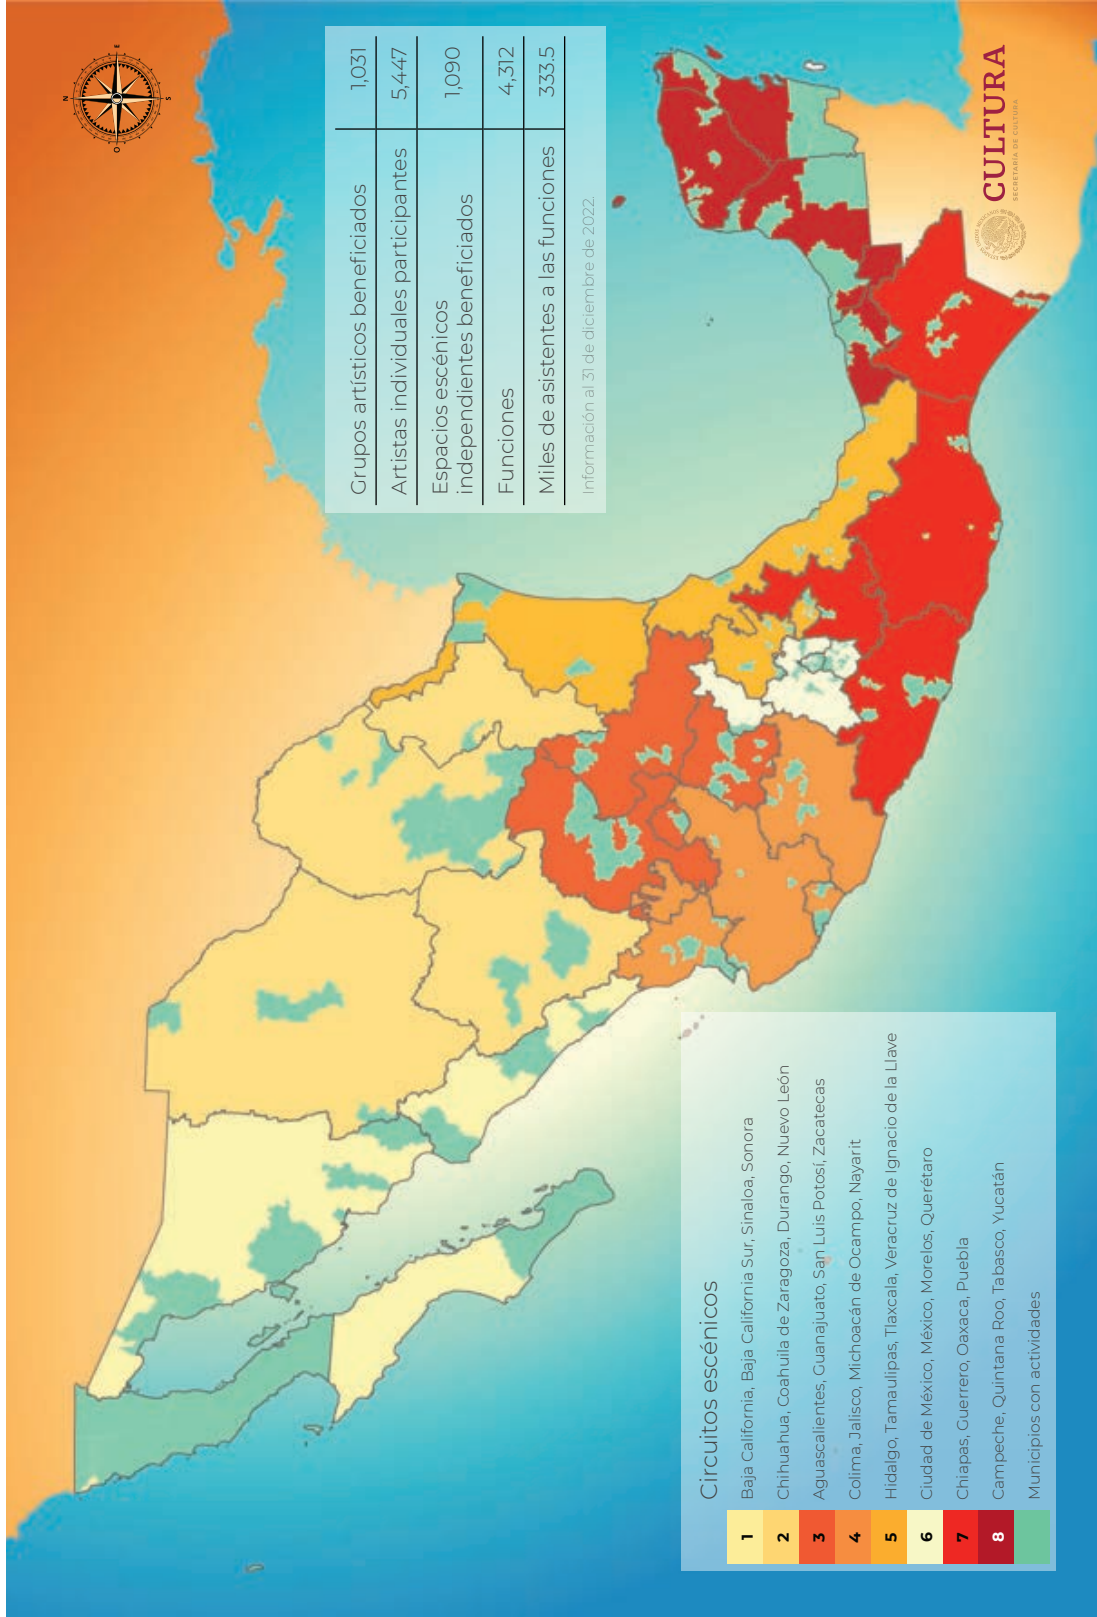 N
E
S
O
Grupos artísticos beneficiados 1,031
Artistas individuales participantes 5,447
Espacios escénicos
independientes beneficiados 1,090
Funciones 4,312
Miles de asistentes a las funciones 333.5
Información al 31 de diciembre de 2022.
CULTURA
SECRETARÍA DE CULTURA
Circuitos escénicos
1 Baja California, Baja California Sur, Sinaloa, Sonora
2 Chihuahua, Coahuila de Zaragoza, Durango, Nuevo León
3 Aguascalientes, Guanajuato, San Luis Potosí, Zacatecas
4 Colima, Jalisco, Michoacán de Ocampo, Nayarit
5 Hidalgo, Tamaulipas, Tlaxcala, Veracruz de Ignacio de la Llave
6 Ciudad de México, México, Morelos, Querétaro
7 Chiapas, Guerrero, Oaxaca, Puebla
8 Campeche, Quintana Roo, Tabasco, Yucatán
Municipios con actividades